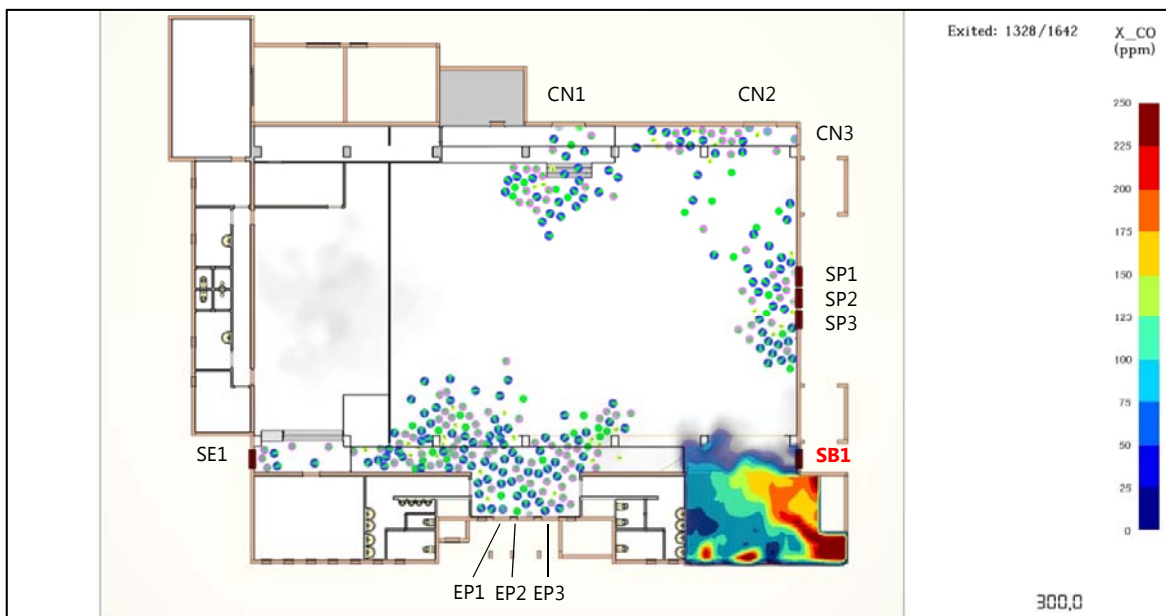 Exited: 1328/1642
X_CO
(ppm)
CN1
CN2
CN3
SP1
SP2
SP3
SE1
SB1
EP1
EP2
EP3
250
225
200
175
150
125
100
75
50
25
0
300,0